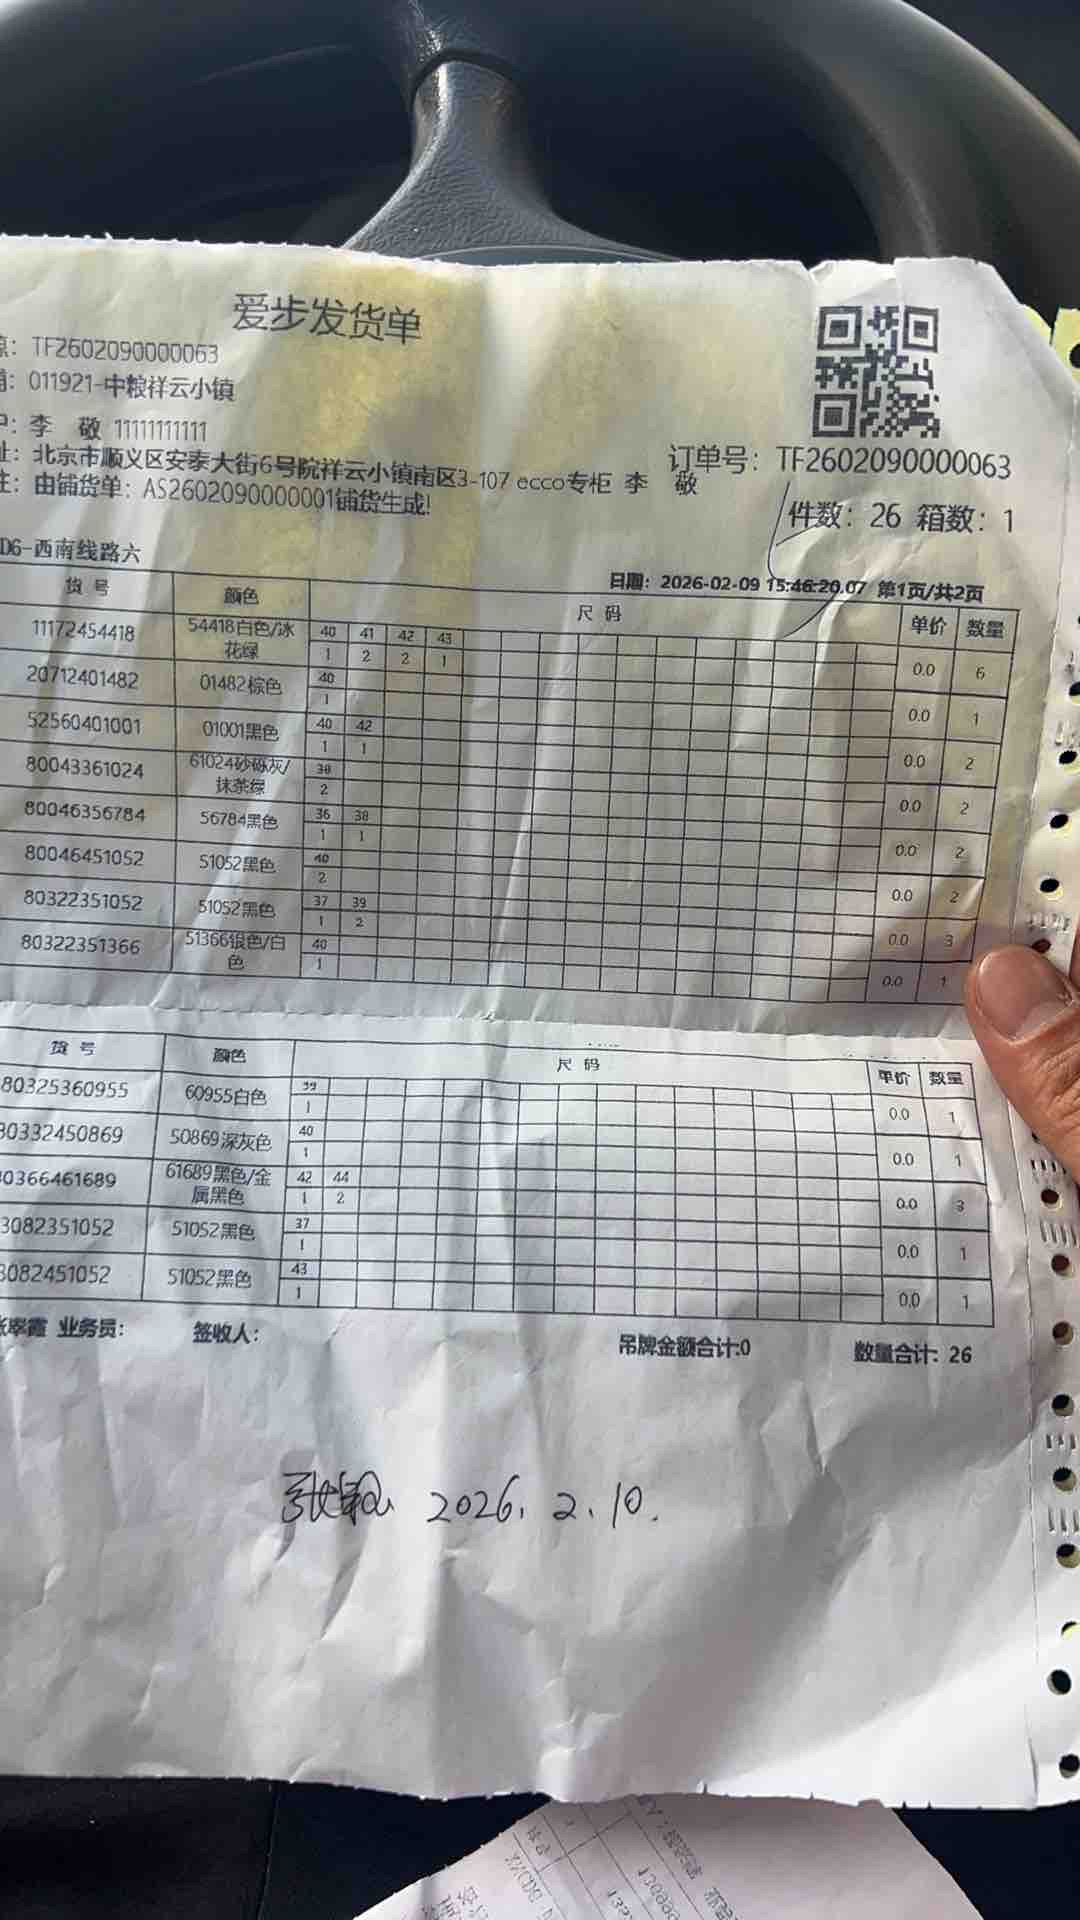 爱步发货单
: TF2602090000063
: 011921-中粮祥云小镇
: 李 敬 11111111111
址: 北京市顺义区安泰大街6号院祥云小镇南区3-107 ecco专柜 李 敬
注: 由铺货单: AS2602090000001铺货生成!
订单号: TF2602090000063
件数: 26 箱数: 1
D6-西南线路六
日期: 2026-02-09 15:46:20.07 第1页/共2页
货号 颜色 尺码 单价 数量
11172454418 54418白色/冰花绿 40 41 42 43 0.0 6
1 2 2 1
20712401482 01482棕色 40 0.0 1
1
52560401001 01001黑色 40 42 0.0 2
1 1
80043361024 61024砂砾灰/抹茶绿 38 0.0 2
2
80046356784 56784黑色 36 38 0.0 2
1 1
80046451052 51052黑色 40 0.0 2
2
80322351052 51052黑色 37 39 0.0 3
1 2
80322351366 51366银色/白色 40 0.0 1
1
货号 颜色 尺码 单价 数量
80325360955 60955白色 39 0.0 1
1
80332450869 50869深灰色 40 0.0 1
1
0366461689 61689黑色/金属黑色 42 44 0.0 3
1 2
3082351052 51052黑色 37 0.0 1
1
3082451052 51052黑色 43 0.0 1
1
翠霞 业务员: 签收人: 吊牌金额合计:0 数量合计: 26
2026. 2. 10.